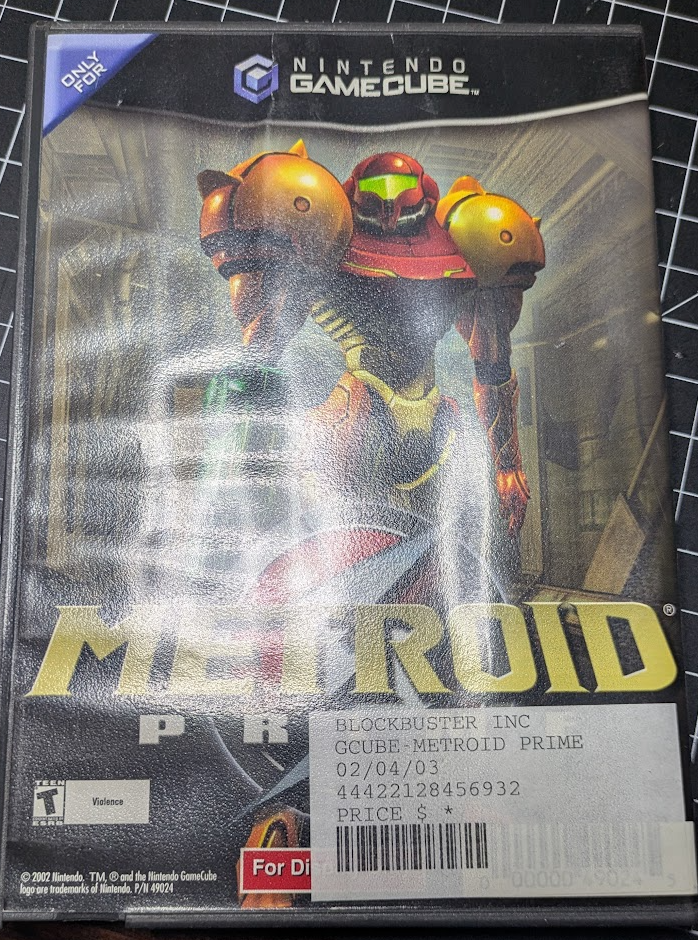 ONLY
FOR
NINTENDO
GAMECUBE™
METROID®
P R
BLOCKBUSTER INC
GCUBE-METROID PRIME
02/04/03
44422128456932
PRICE $ *
TEEN
T
ESRB
Violence
For Di
© 2002 Nintendo. TM, ® and the Nintendo GameCube
logo are trademarks of Nintendo. P/N 49024